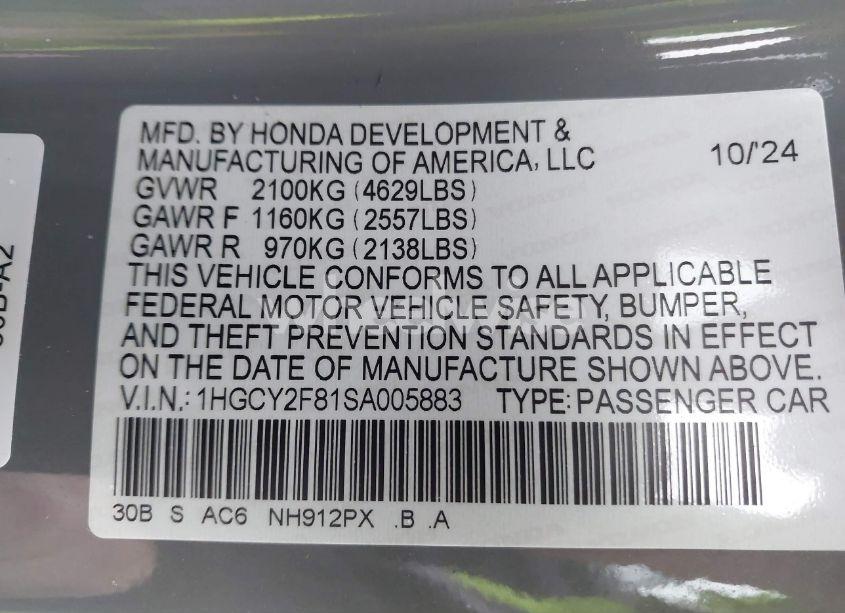 MFD. BY HONDA DEVELOPMENT &
MANUFACTURING OF AMERICA, LLC 10/'24
GVWR 2100KG (4629LBS)
GAWR F 1160KG (2557LBS)
GAWR R 970KG (2138LBS)
THIS VEHICLE CONFORMS TO ALL APPLICABLE
FEDERAL MOTOR VEHICLE SAFETY, BUMPER,
AND THEFT PREVENTION STANDARDS IN EFFECT
ON THE DATE OF MANUFACTURE SHOWN ABOVE.
V.I.N.: 1HGCY2F81SA005883 TYPE: PASSENGER CAR
30B S AC6 NH912PX .B .A